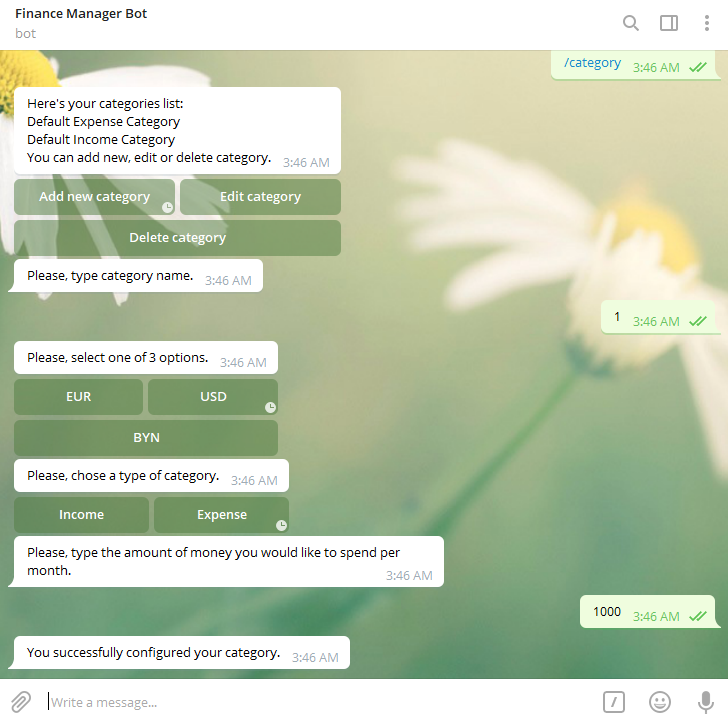 Finance Manager Bot
bot
/category 3:46 AM
Here's your categories list:
Default Expense Category
Default Income Category
You can add new, edit or delete category. 3:46 AM
Add new category Edit category
Delete category
Please, type category name. 3:46 AM
1 3:46 AM
Please, select one of 3 options. 3:46 AM
EUR USD
BYN
Please, chose a type of category. 3:46 AM
Income Expense
Please, type the amount of money you would like to spend per
month. 3:46 AM
1000 3:46 AM
You successfully configured your category. 3:46 AM
Write a message...